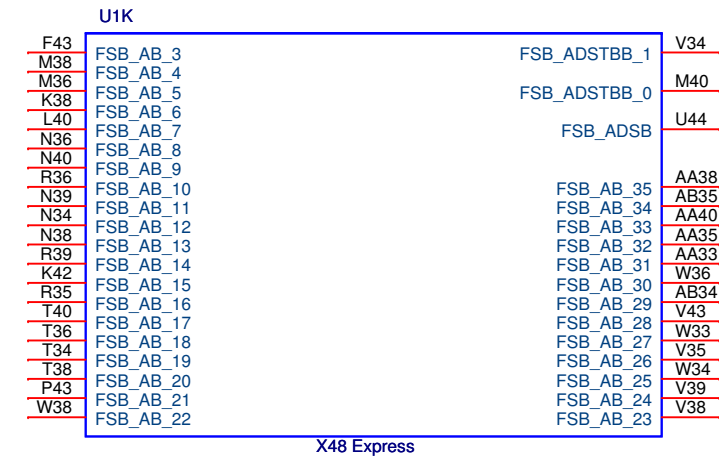 U1K
F43 FSB_AB_3 FSB_ADSTBB_1 V34
M38 FSB_AB_4
M36 FSB_AB_5 FSB_ADSTBB_0 M40
K38 FSB_AB_6
L40 FSB_AB_7 FSB_ADSB U44
N36 FSB_AB_8
N40 FSB_AB_9
R36 FSB_AB_10 FSB_AB_35 AA38
N39 FSB_AB_11 FSB_AB_34 AB35
N34 FSB_AB_12 FSB_AB_33 AA40
N38 FSB_AB_13 FSB_AB_32 AA35
R39 FSB_AB_14 FSB_AB_31 AA33
K42 FSB_AB_15 FSB_AB_30 W36
R35 FSB_AB_16 FSB_AB_29 AB34
T40 FSB_AB_17 FSB_AB_28 V43
T36 FSB_AB_18 FSB_AB_27 W33
T34 FSB_AB_19 FSB_AB_26 V35
T38 FSB_AB_20 FSB_AB_25 W34
P43 FSB_AB_21 FSB_AB_24 V39
W38 FSB_AB_22 FSB_AB_23 V38
X48 Express